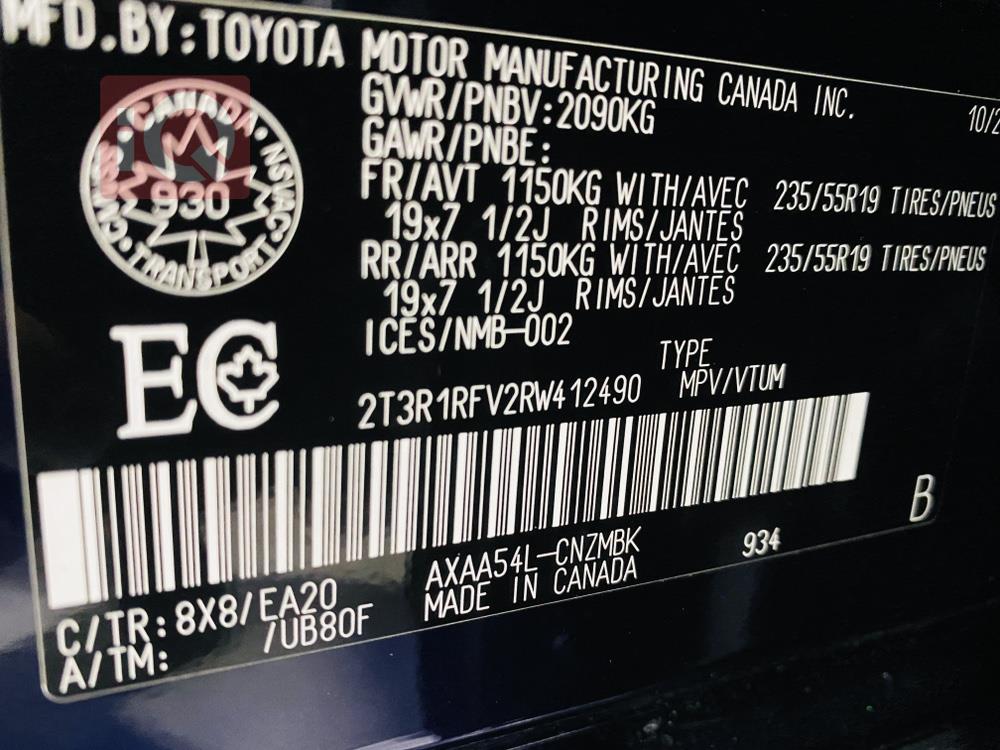 MFD.BY:TOYOTA MOTOR MANUFACTURING CANADA INC.
10/2
GVWR/PNBV:2090KG
GAWR/PNBE:
FR/AVT 1150KG WITH/AVEC 235/55R19 TIRES/PNEUS
19x7 1/2J RIMS/JANTES
RR/ARR 1150KG WITH/AVEC 235/55R19 TIRES/PNEUS
19x7 1/2J RIMS/JANTES
ICES/NMB-002
• CANADA • NSVAC • TRANSPORT • CMVSS
930
iQ
EC
TYPE
2T3R1RFV2RW412490 MPV/VTUM
B
AXAA54L-CNZMBK 934
MADE IN CANADA
C/TR:8X8/EA20
A/TM: /UB80F